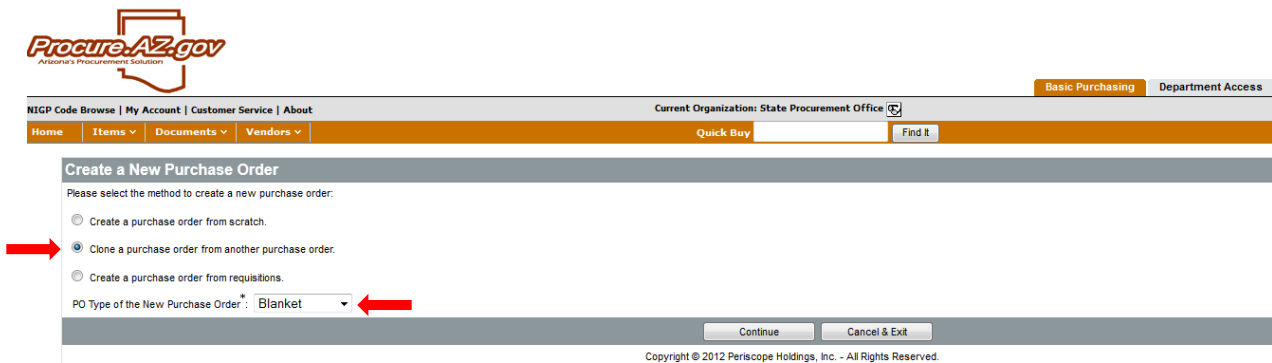 Procure.AZ.gov
Arizona's Procurement Solution
Basic Purchasing Department Access
NIGP Code Browse | My Account | Customer Service | About Current Organization: State Procurement Office
Home Items Documents Vendors Quick Buy Find It
Create a New Purchase Order
Please select the method to create a new purchase order:
Create a purchase order from scratch.
Clone a purchase order from another purchase order.
Create a purchase order from requisitions.
PO Type of the New Purchase Order*: Blanket
Continue Cancel & Exit
Copyright © 2012 Periscope Holdings, Inc. - All Rights Reserved.